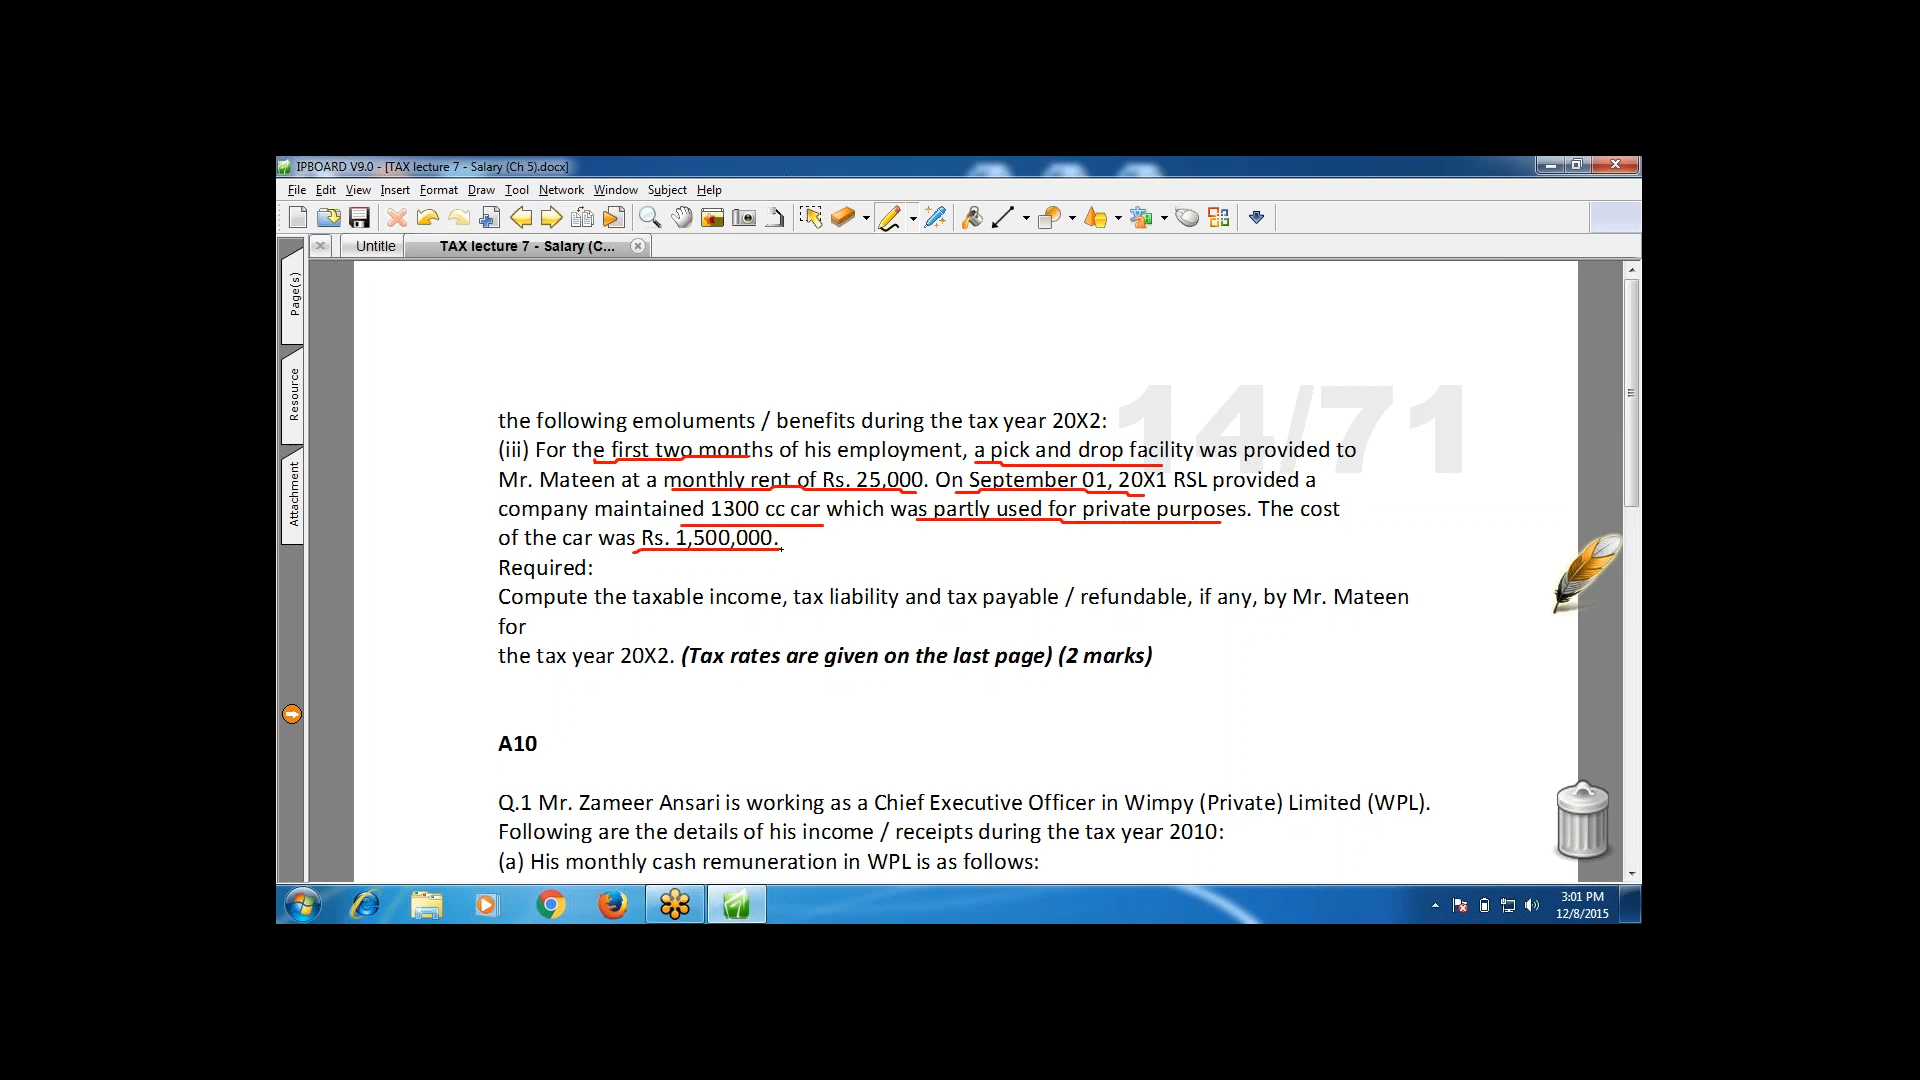 IPBOARD V9.0 - [TAX lecture 7 - Salary (Ch 5).docx]
File Edit View Insert Format Draw Tool Network Window Subject Help
Untitle TAX lecture 7 - Salary (C...
Page(s)
Resource
Attachment
14/71
the following emoluments / benefits during the tax year 20X2:
(iii) For the first two months of his employment, a pick and drop facility was provided to
Mr. Mateen at a monthly rent of Rs. 25,000. On September 01, 20X1 RSL provided a
company maintained 1300 cc car which was partly used for private purposes. The cost
of the car was Rs. 1,500,000.
Required:
Compute the taxable income, tax liability and tax payable / refundable, if any, by Mr. Mateen
for
the tax year 20X2. (Tax rates are given on the last page) (2 marks)
A10
Q.1 Mr. Zameer Ansari is working as a Chief Executive Officer in Wimpy (Private) Limited (WPL).
Following are the details of his income / receipts during the tax year 2010:
(a) His monthly cash remuneration in WPL is as follows:
3:01 PM
12/8/2015